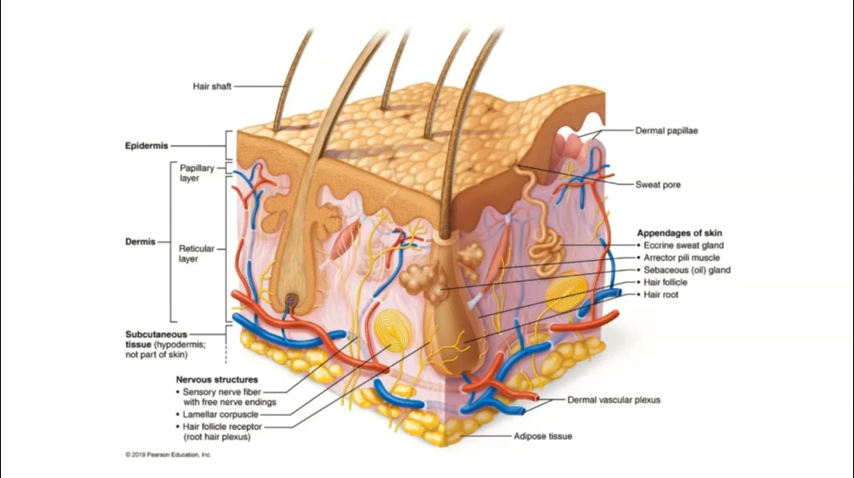 Hair shaft
Epidermis
Papillary
layer
Dermis
Reticular
layer
Subcutaneous
tissue (hypodermis;
not part of skin)
Nervous structures
• Sensory nerve fiber
with free nerve endings
• Lamellar corpuscle
• Hair follicle receptor
(root hair plexus)
Dermal papillae
Sweat pore
Appendages of skin
• Eccrine sweat gland
• Arrector pili muscle
• Sebaceous (oil) gland
• Hair follicle
• Hair root
Dermal vascular plexus
Adipose tissue
© 2019 Pearson Education, Inc.